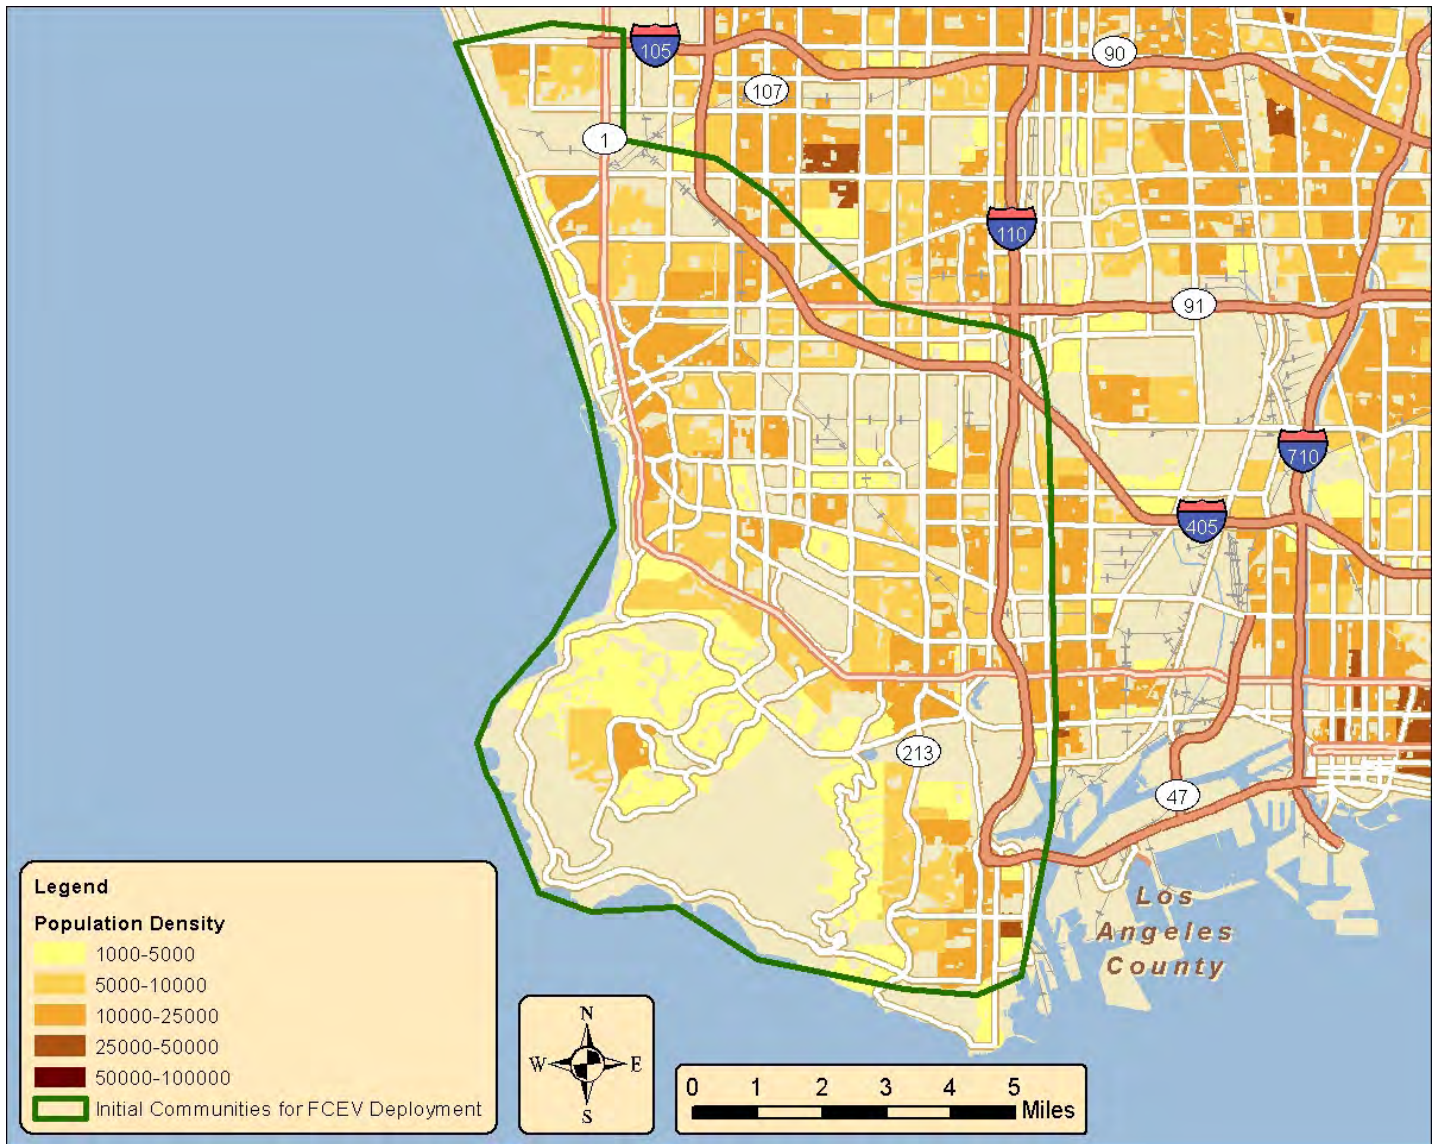 105
90
107
1
110
91
710
405
213
47
Los
Angeles
County
Legend
Population Density
1000-5000
5000-10000
10000-25000
25000-50000
50000-100000
Initial Communities for FCEV Deployment
N
W E
S
0 1 2 3 4 5
Miles